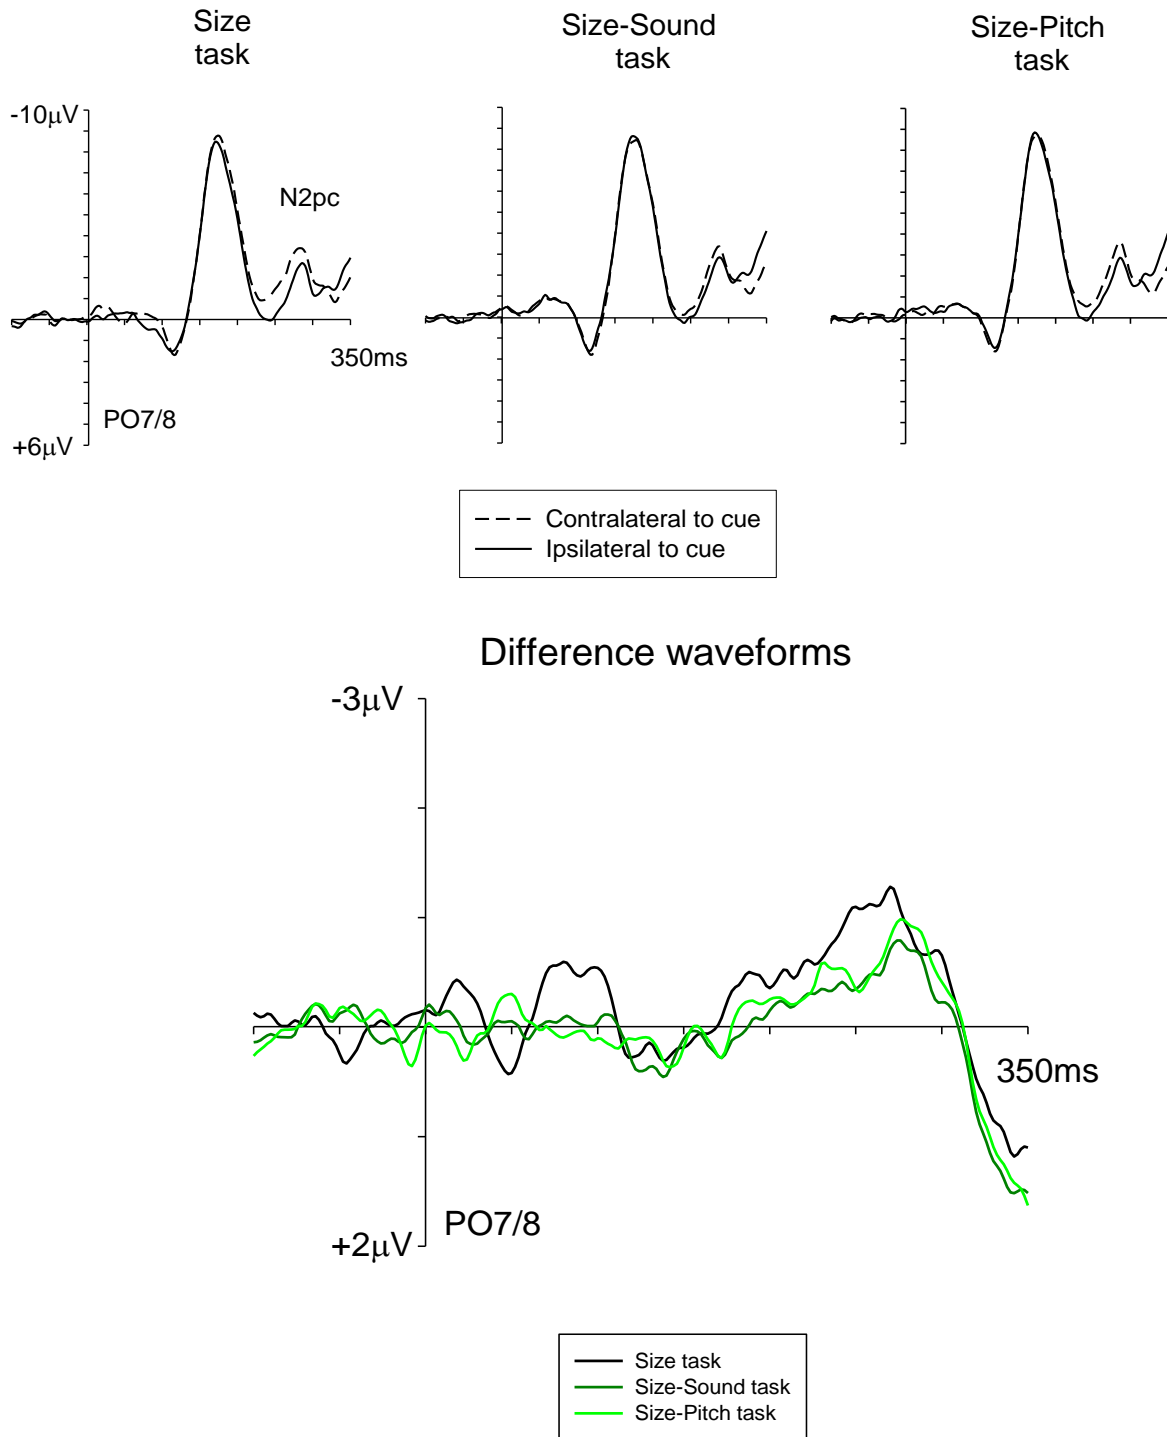 Size
task
Size-Sound
task
Size-Pitch
task
-10μV
N2pc
350ms
PO7/8
+6μV
Contralateral to cue
Ipsilateral to cue
Difference waveforms
-3μV
350ms
PO7/8
+2μV
Size task
Size-Sound task
Size-Pitch task